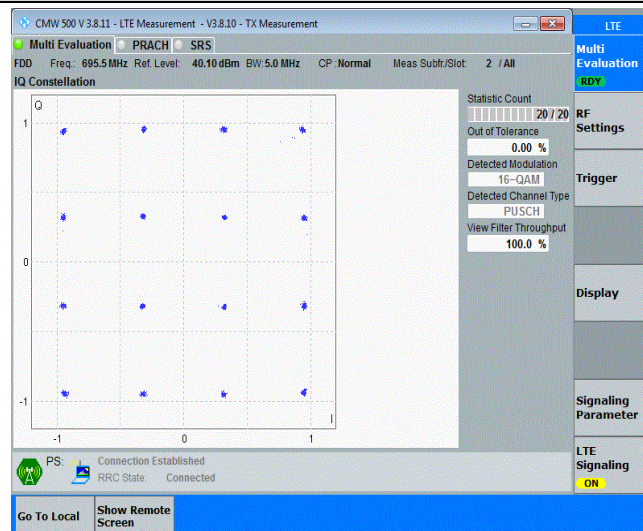 CMW 500 V 3.8.11 - LTE Measurement - V3.8.10 - TX Measurement
LTE
Multi Evaluation PRACH SRS
FDD Freq.: 695.5 MHz Ref. Level: 40.10 dBm BW: 5.0 MHz CP : Normal Meas Subfr./Slot: 2 / All
IQ Constellation
Multi
Evaluation
RDY
Statistic Count
20 / 20
Out of Tolerance
0.00 %
Detected Modulation
16-QAM
Detected Channel Type
PUSCH
View Filter Throughput
100.0 %
Q
1
0
-1
I
-1 0 1
RF
Settings
Trigger
Display
Signaling
Parameter
LTE
Signaling
ON
PS: Connection Established
RRC State: Connected
Go To Local
Show Remote
Screen